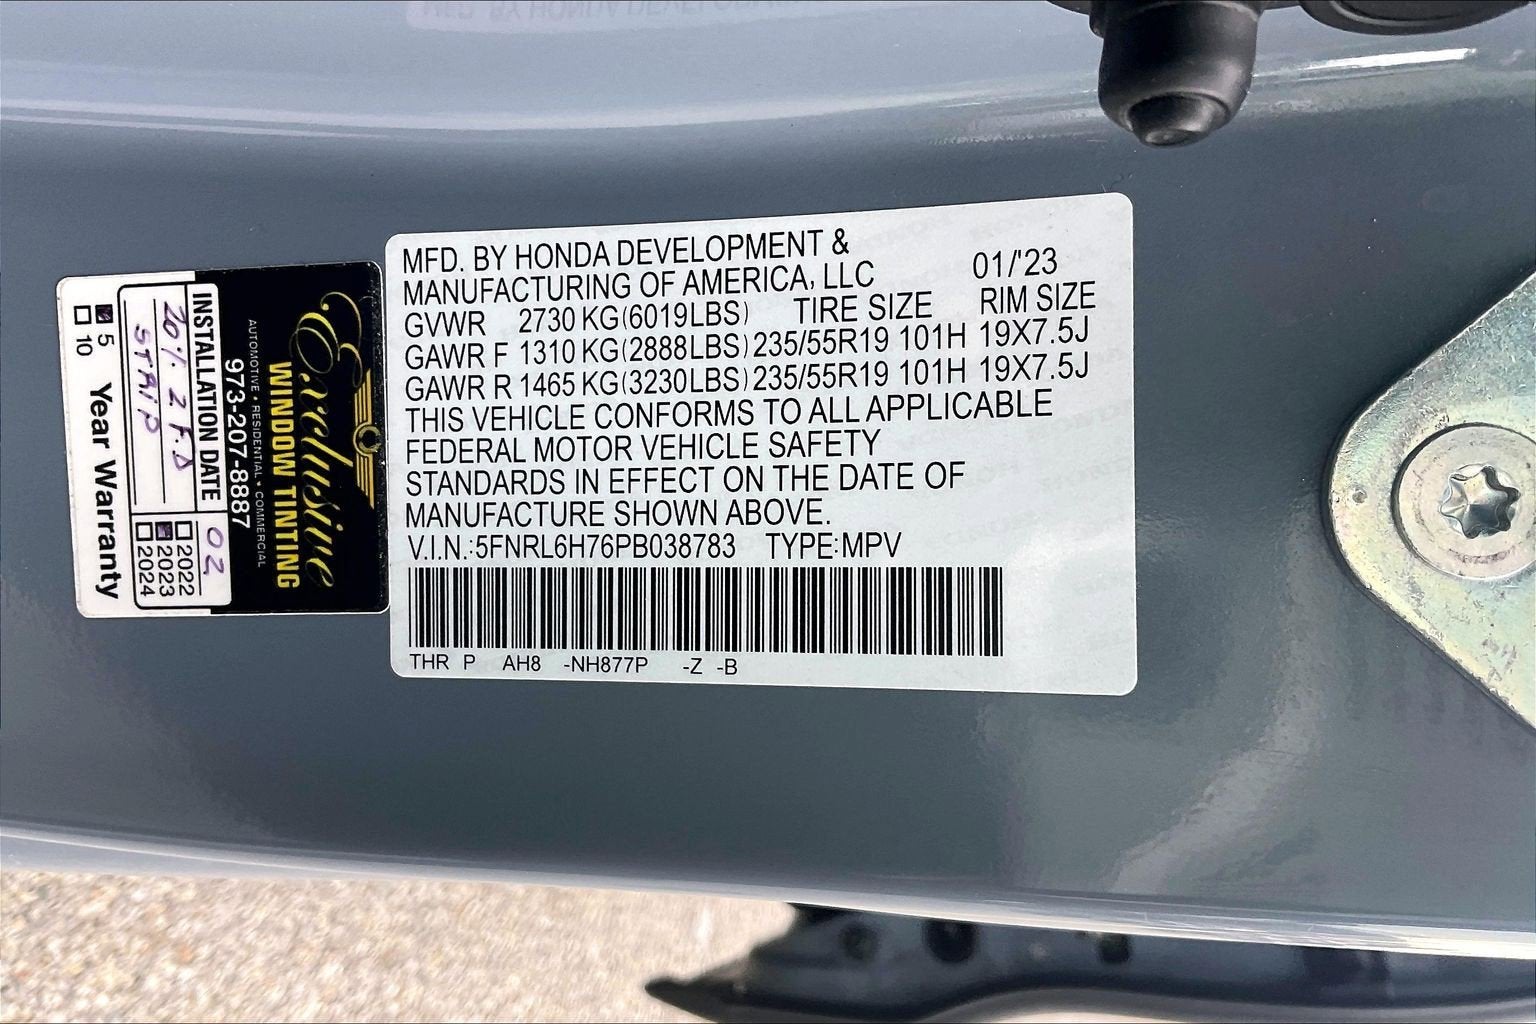 MFD. BY HONDA DEVELOPMENT &
MANUFACTURING OF AMERICA, LLC 01/'23
GVWR 2730 KG(6019LBS) TIRE SIZE RIM SIZE
GAWR F 1310 KG(2888LBS) 235/55R19 101H 19X7.5J
GAWR R 1465 KG(3230LBS) 235/55R19 101H 19X7.5J
THIS VEHICLE CONFORMS TO ALL APPLICABLE
FEDERAL MOTOR VEHICLE SAFETY
STANDARDS IN EFFECT ON THE DATE OF
MANUFACTURE SHOWN ABOVE.
V.I.N.:5FNRL6H76PB038783 TYPE:MPV
THR P AH8 -NH877P -Z -B
Exclusive
WINDOW TINTING
AUTOMOTIVE • RESIDENTIAL • COMMERCIAL
973-207-8887
INSTALLATION DATE 02
20% 2 F.D
STRIP
2022
2023
2024
5
10
Year Warranty